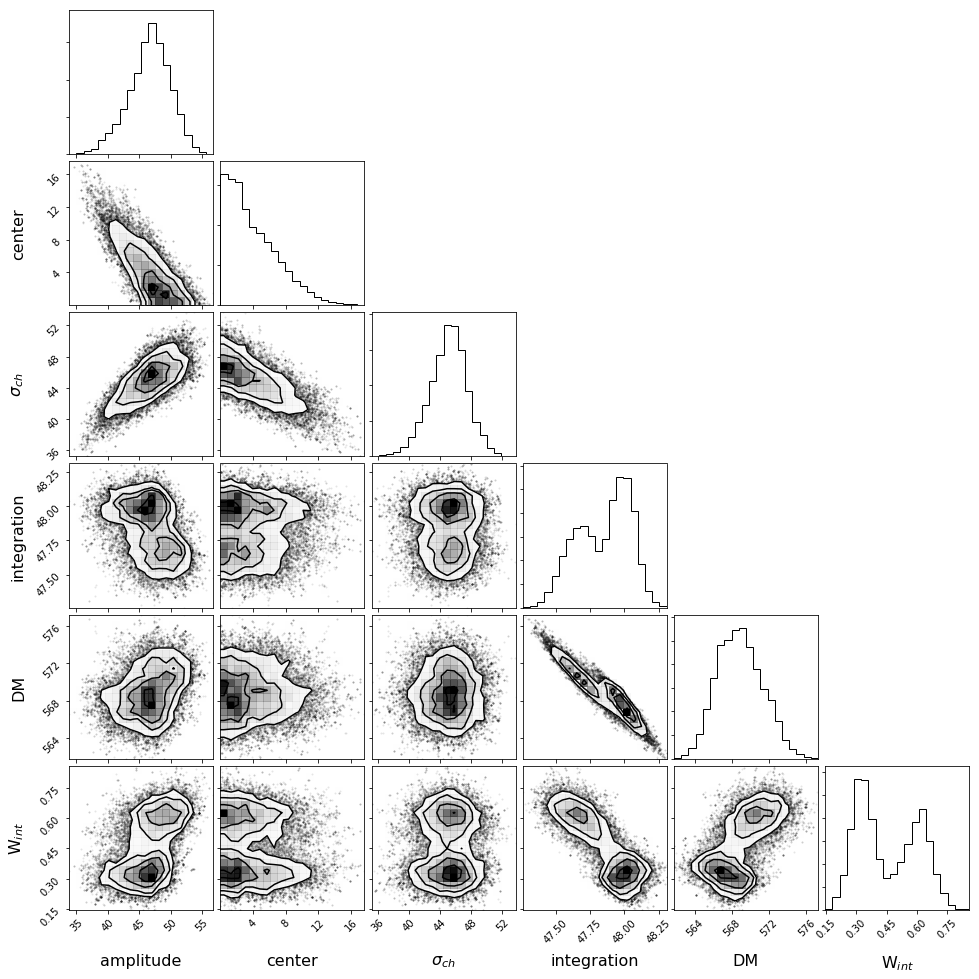 center
16
12
8
4
σ_ch
52
48
44
40
36
integration
48.25
48.00
47.75
47.50
DM
576
572
568
564
W_int
0.75
0.60
0.45
0.30
0.15
35 40 45 50 55
4 8 12 16
36 40 44 48 52
47.50 47.75 48.00 48.25
564 568 572 576
0.15 0.30 0.45 0.60 0.75
amplitude center σ_ch integration DM W_int